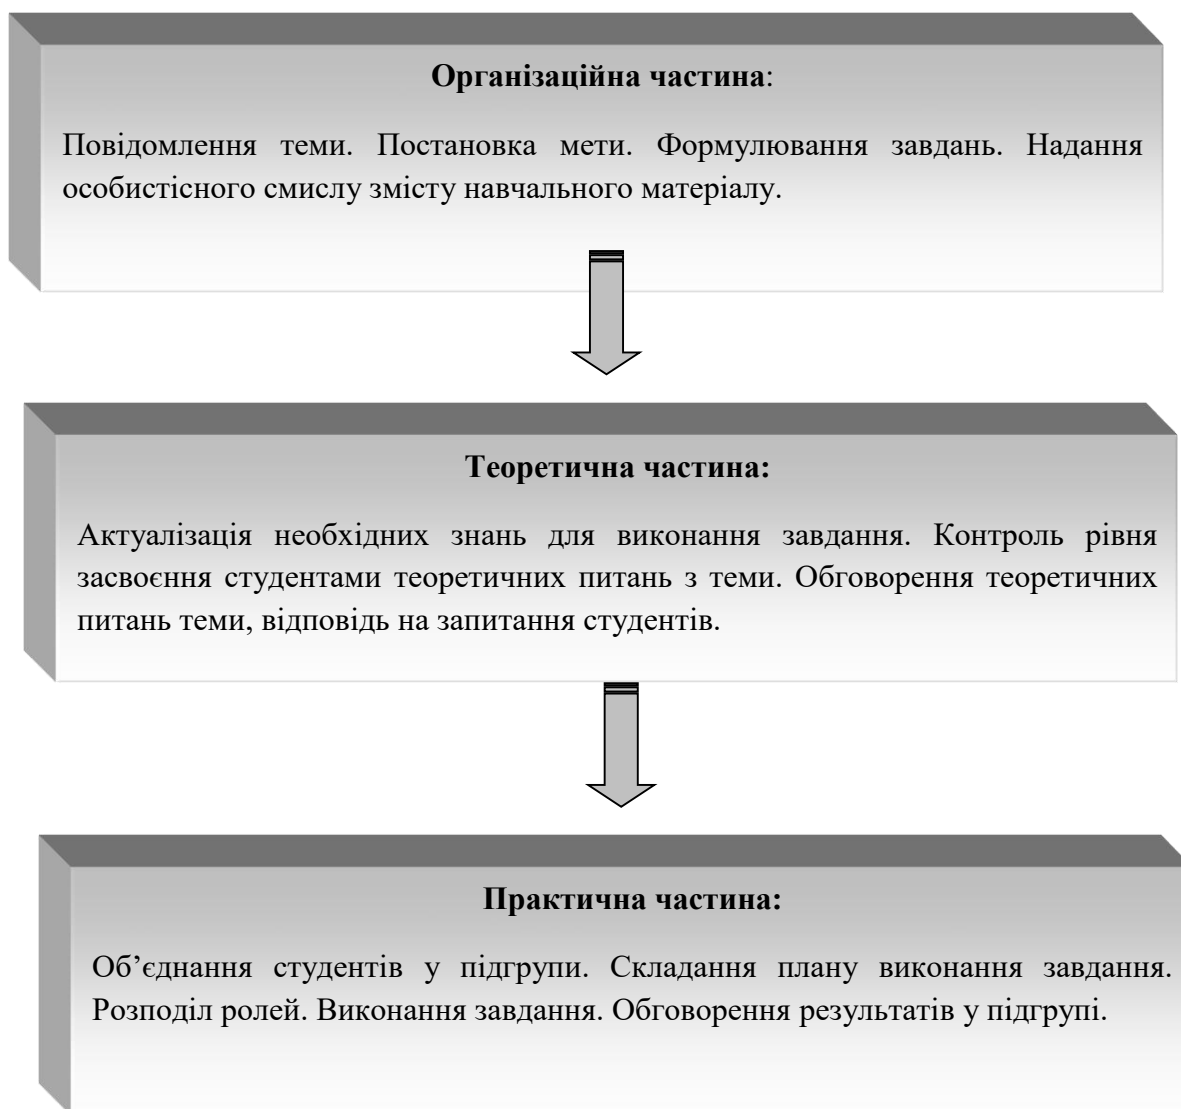 Організаційна частина:
Повідомлення теми. Постановка мети. Формулювання завдань. Надання
особистісного смислу змісту навчального матеріалу.
Теоретична частина:
Актуалізація необхідних знань для виконання завдання. Контроль рівня
засвоєння студентами теоретичних питань з теми. Обговорення теоретичних
питань теми, відповідь на запитання студентів.
Практична частина:
Об’єднання студентів у підгрупи. Складання плану виконання завдання.
Розподіл ролей. Виконання завдання. Обговорення результатів у підгрупі.